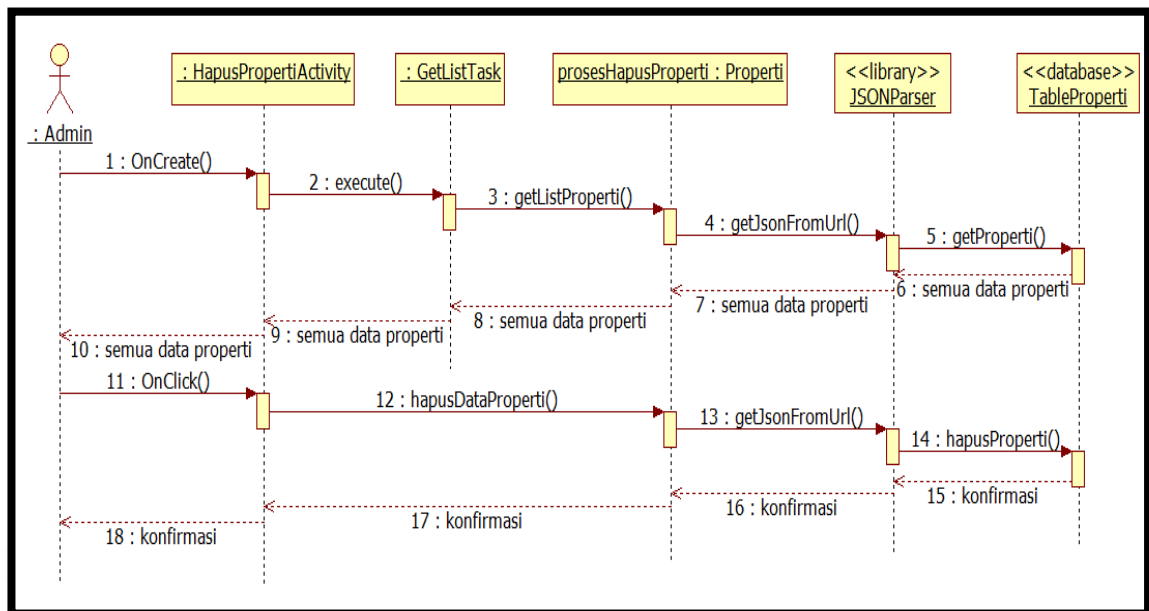 : HapusPropertiActivity
: GetListTask
prosesHapusProperti : Properti
<<library>>
JSONParser
<<database>>
TableProperti
: Admin
1 : OnCreate()
2 : execute()
3 : getListProperti()
4 : getJsonFromUrl()
5 : getProperti()
6 : semua data properti
7 : semua data properti
8 : semua data properti
9 : semua data properti
10 : semua data properti
11 : OnClick()
12 : hapusDataProperti()
13 : getJsonFromUrl()
14 : hapusProperti()
15 : konfirmasi
16 : konfirmasi
17 : konfirmasi
18 : konfirmasi